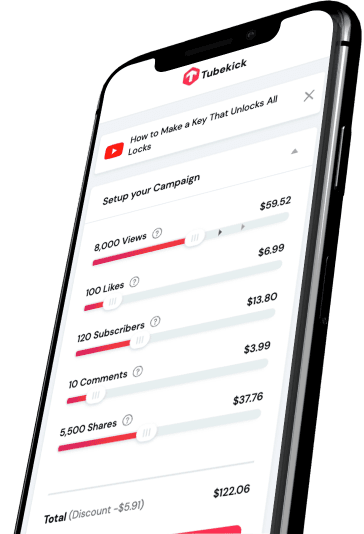 Tubekick
How to Make a Key That Unlocks All
Locks
Setup your Campaign
8,000 Views ? $59.52
100 Likes ? $6.99
120 Subscribers ? $13.80
10 Comments ? $3.99
5,500 Shares ? $37.76
Total (Discount -$5.91) $122.06